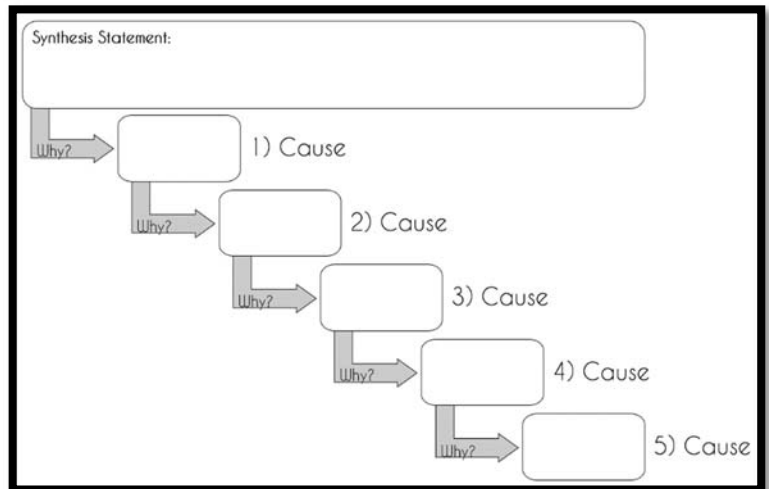 Synthesis Statement:
Why?
1) Cause
Why?
2) Cause
Why?
3) Cause
Why?
4) Cause
Why?
5) Cause